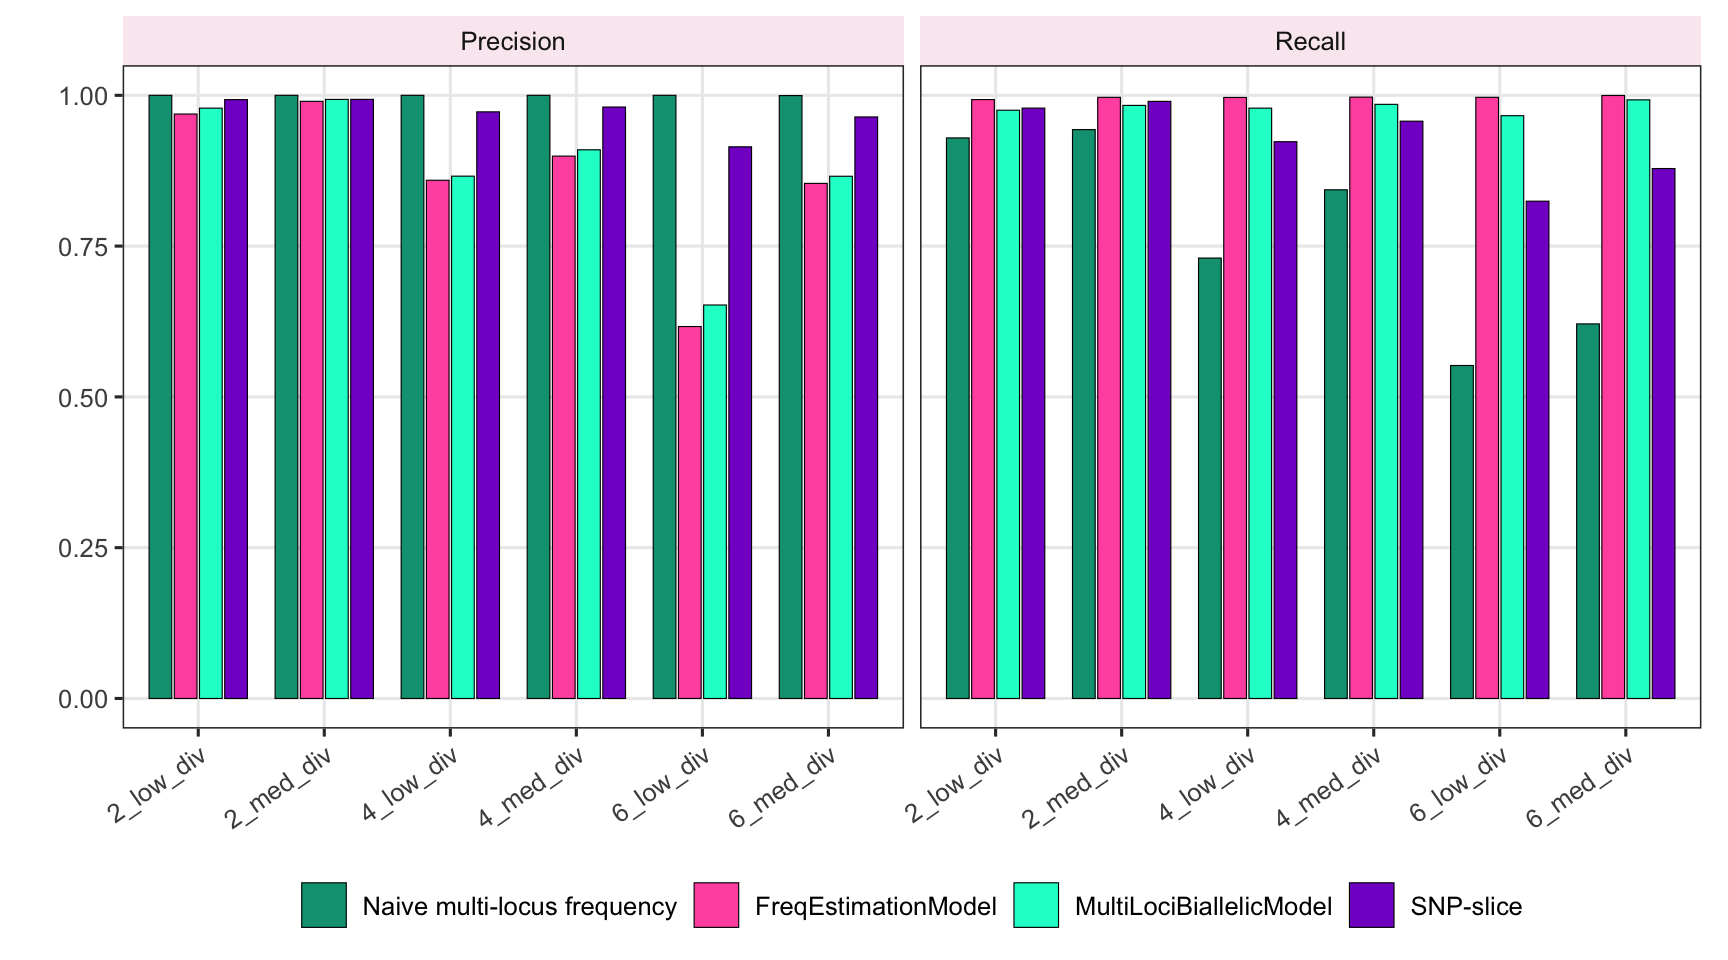 Precision
Recall
1.00
0.75
0.50
0.25
0.00
2_low_div
2_med_div
4_low_div
4_med_div
6_low_div
6_med_div
2_low_div
2_med_div
4_low_div
4_med_div
6_low_div
6_med_div
Naive multi-locus frequency
FreqEstimationModel
MultiLociBiallelicModel
SNP-slice